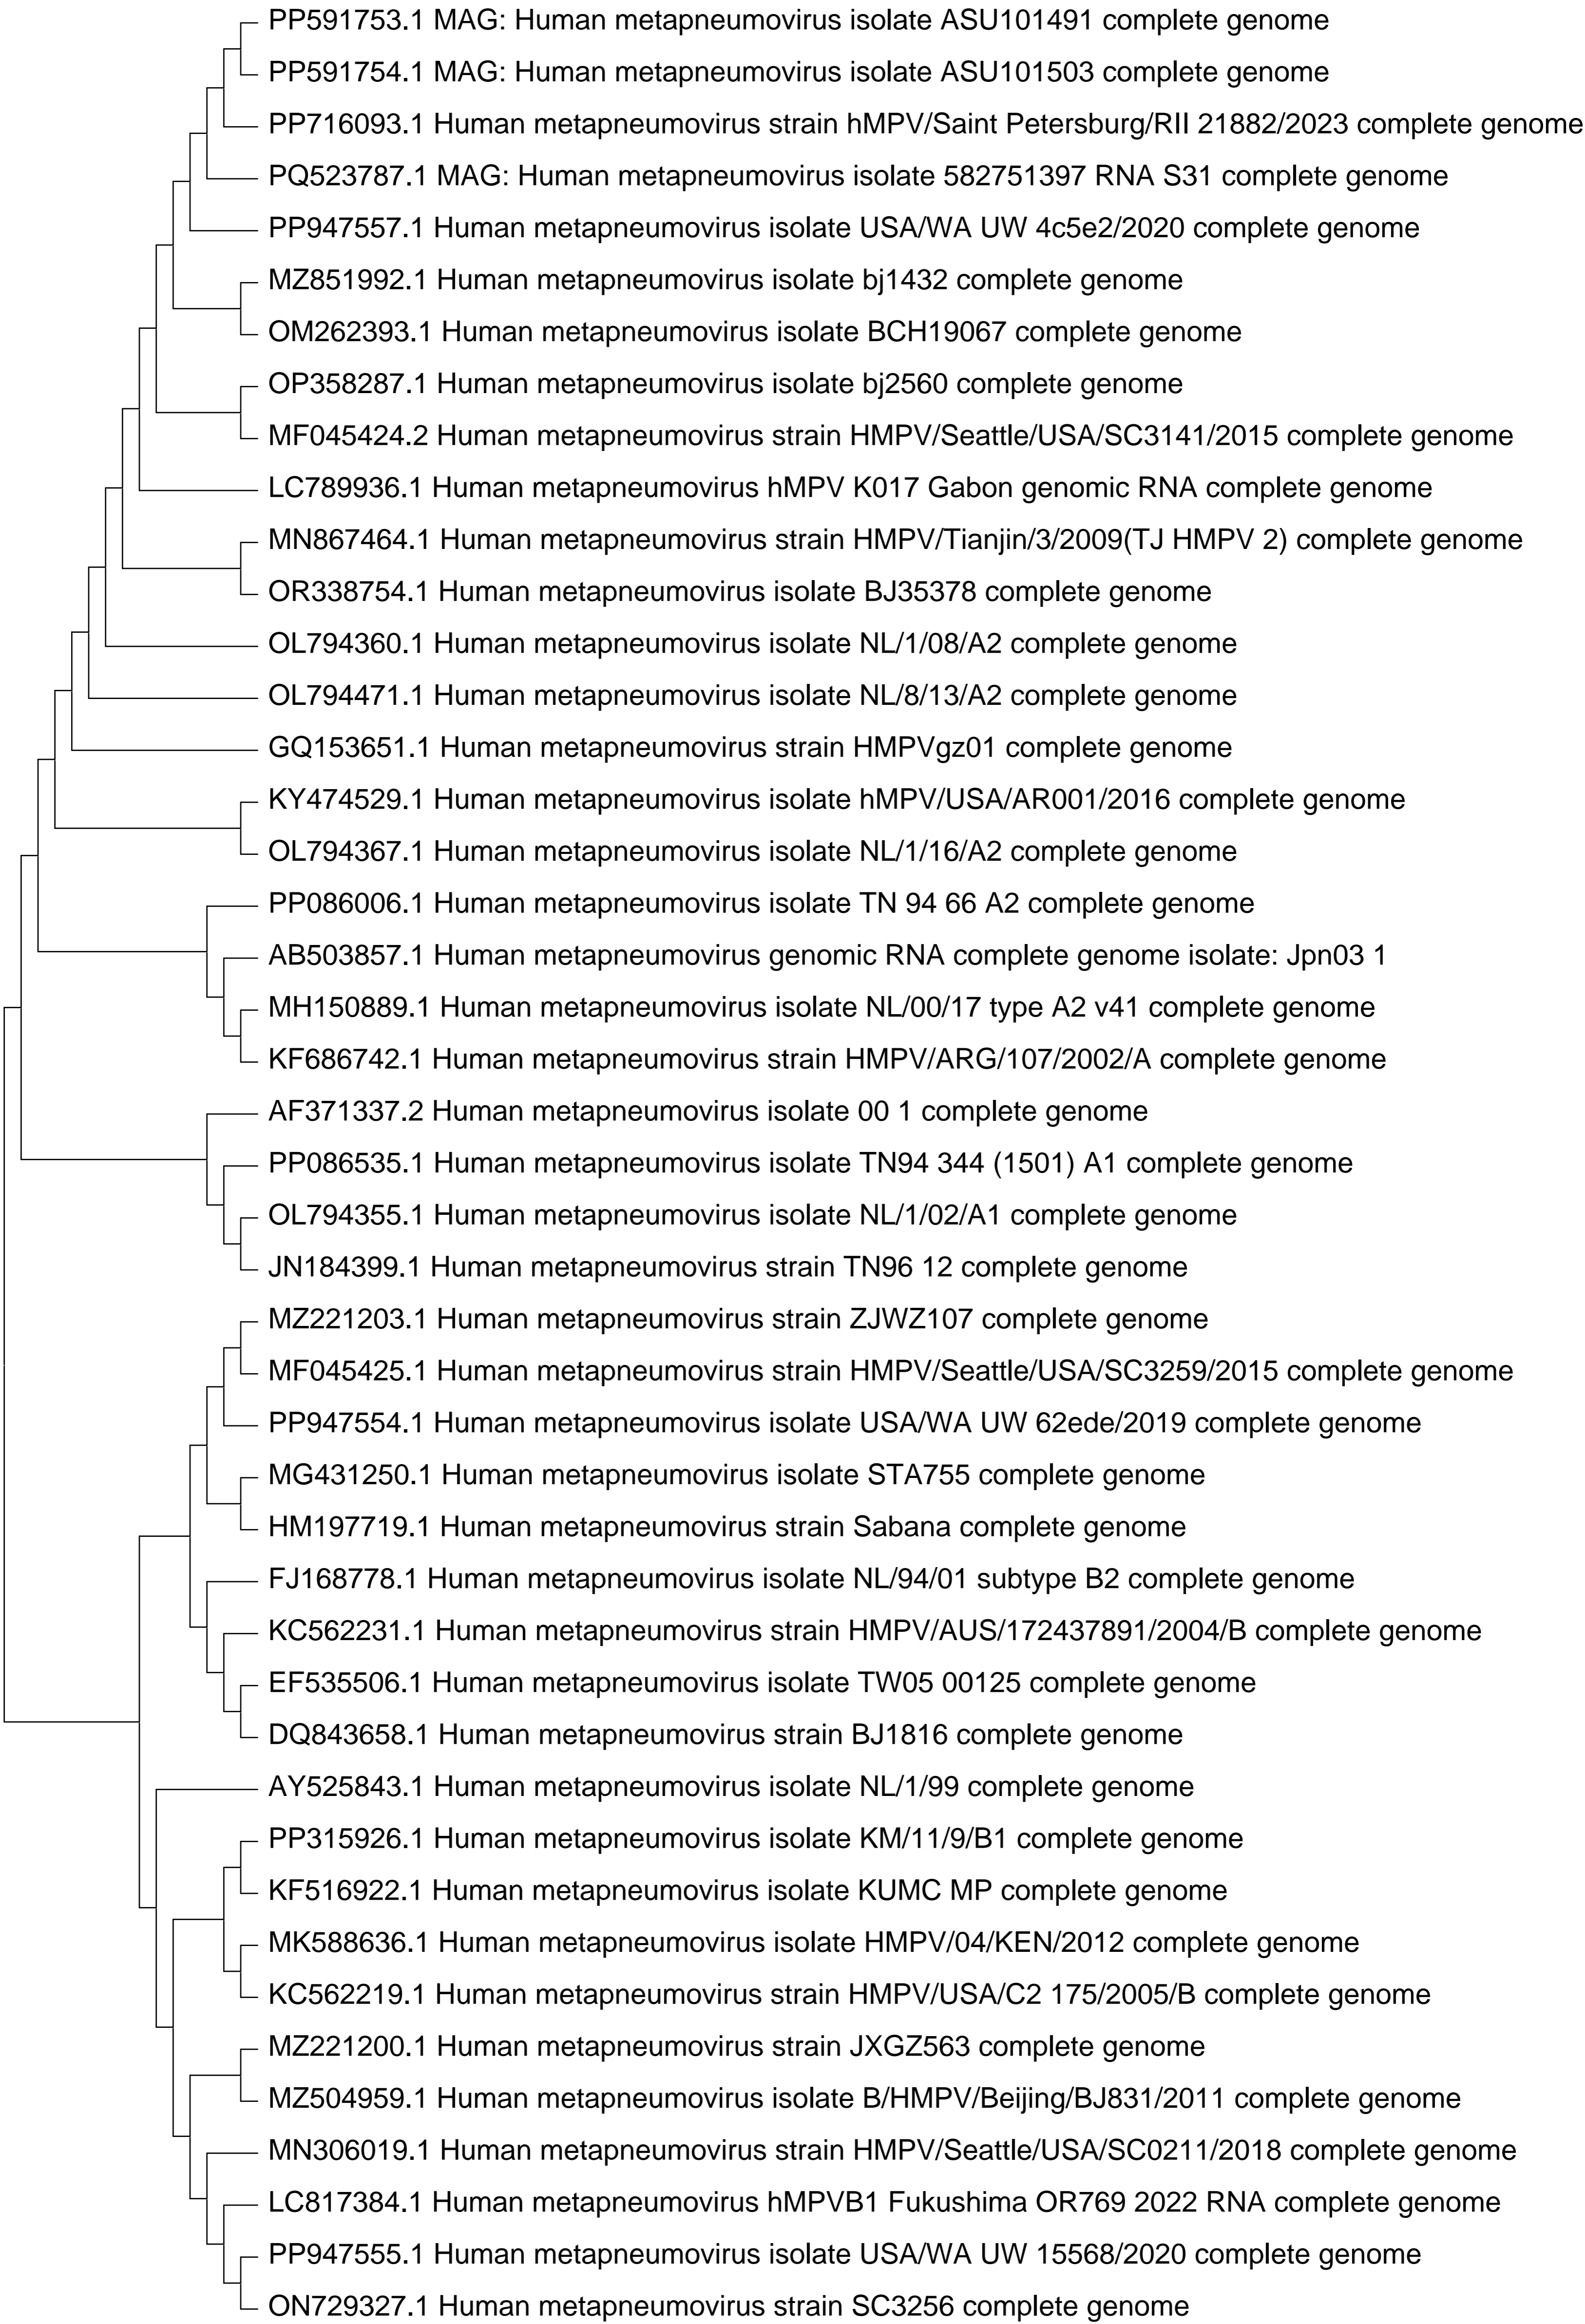 PP591753.1 MAG: Human metapneumovirus isolate ASU101491 complete genome
PP591754.1 MAG: Human metapneumovirus isolate ASU101503 complete genome
PP716093.1 Human metapneumovirus strain hMPV/Saint Petersburg/RII 21882/2023 complete genome
PQ523787.1 MAG: Human metapneumovirus isolate 582751397 RNA S31 complete genome
PP947557.1 Human metapneumovirus isolate USA/WA UW 4c5e2/2020 complete genome
MZ851992.1 Human metapneumovirus isolate bj1432 complete genome
OM262393.1 Human metapneumovirus isolate BCH19067 complete genome
OP358287.1 Human metapneumovirus isolate bj2560 complete genome
MF045424.2 Human metapneumovirus strain HMPV/Seattle/USA/SC3141/2015 complete genome
LC789936.1 Human metapneumovirus hMPV K017 Gabon genomic RNA complete genome
MN867464.1 Human metapneumovirus strain HMPV/Tianjin/3/2009(TJ HMPV 2) complete genome
OR338754.1 Human metapneumovirus isolate BJ35378 complete genome
OL794360.1 Human metapneumovirus isolate NL/1/08/A2 complete genome
OL794471.1 Human metapneumovirus isolate NL/8/13/A2 complete genome
GQ153651.1 Human metapneumovirus strain HMPVgz01 complete genome
KY474529.1 Human metapneumovirus isolate hMPV/USA/AR001/2016 complete genome
OL794367.1 Human metapneumovirus isolate NL/1/16/A2 complete genome
PP086006.1 Human metapneumovirus isolate TN 94 66 A2 complete genome
AB503857.1 Human metapneumovirus genomic RNA complete genome isolate: Jpn03 1
MH150889.1 Human metapneumovirus isolate NL/00/17 type A2 v41 complete genome
KF686742.1 Human metapneumovirus strain HMPV/ARG/107/2002/A complete genome
AF371337.2 Human metapneumovirus isolate 00 1 complete genome
PP086535.1 Human metapneumovirus isolate TN94 344 (1501) A1 complete genome
OL794355.1 Human metapneumovirus isolate NL/1/02/A1 complete genome
JN184399.1 Human metapneumovirus strain TN96 12 complete genome
MZ221203.1 Human metapneumovirus strain ZJWZ107 complete genome
MF045425.1 Human metapneumovirus strain HMPV/Seattle/USA/SC3259/2015 complete genome
PP947554.1 Human metapneumovirus isolate USA/WA UW 62ede/2019 complete genome
MG431250.1 Human metapneumovirus isolate STA755 complete genome
HM197719.1 Human metapneumovirus strain Sabana complete genome
FJ168778.1 Human metapneumovirus isolate NL/94/01 subtype B2 complete genome
KC562231.1 Human metapneumovirus strain HMPV/AUS/172437891/2004/B complete genome
EF535506.1 Human metapneumovirus isolate TW05 00125 complete genome
DQ843658.1 Human metapneumovirus strain BJ1816 complete genome
AY525843.1 Human metapneumovirus isolate NL/1/99 complete genome
PP315926.1 Human metapneumovirus isolate KM/11/9/B1 complete genome
KF516922.1 Human metapneumovirus isolate KUMC MP complete genome
MK588636.1 Human metapneumovirus isolate HMPV/04/KEN/2012 complete genome
KC562219.1 Human metapneumovirus strain HMPV/USA/C2 175/2005/B complete genome
MZ221200.1 Human metapneumovirus strain JXGZ563 complete genome
MZ504959.1 Human metapneumovirus isolate B/HMPV/Beijing/BJ831/2011 complete genome
MN306019.1 Human metapneumovirus strain HMPV/Seattle/USA/SC0211/2018 complete genome
LC817384.1 Human metapneumovirus hMPVB1 Fukushima OR769 2022 RNA complete genome
PP947555.1 Human metapneumovirus isolate USA/WA UW 15568/2020 complete genome
ON729327.1 Human metapneumovirus strain SC3256 complete genome